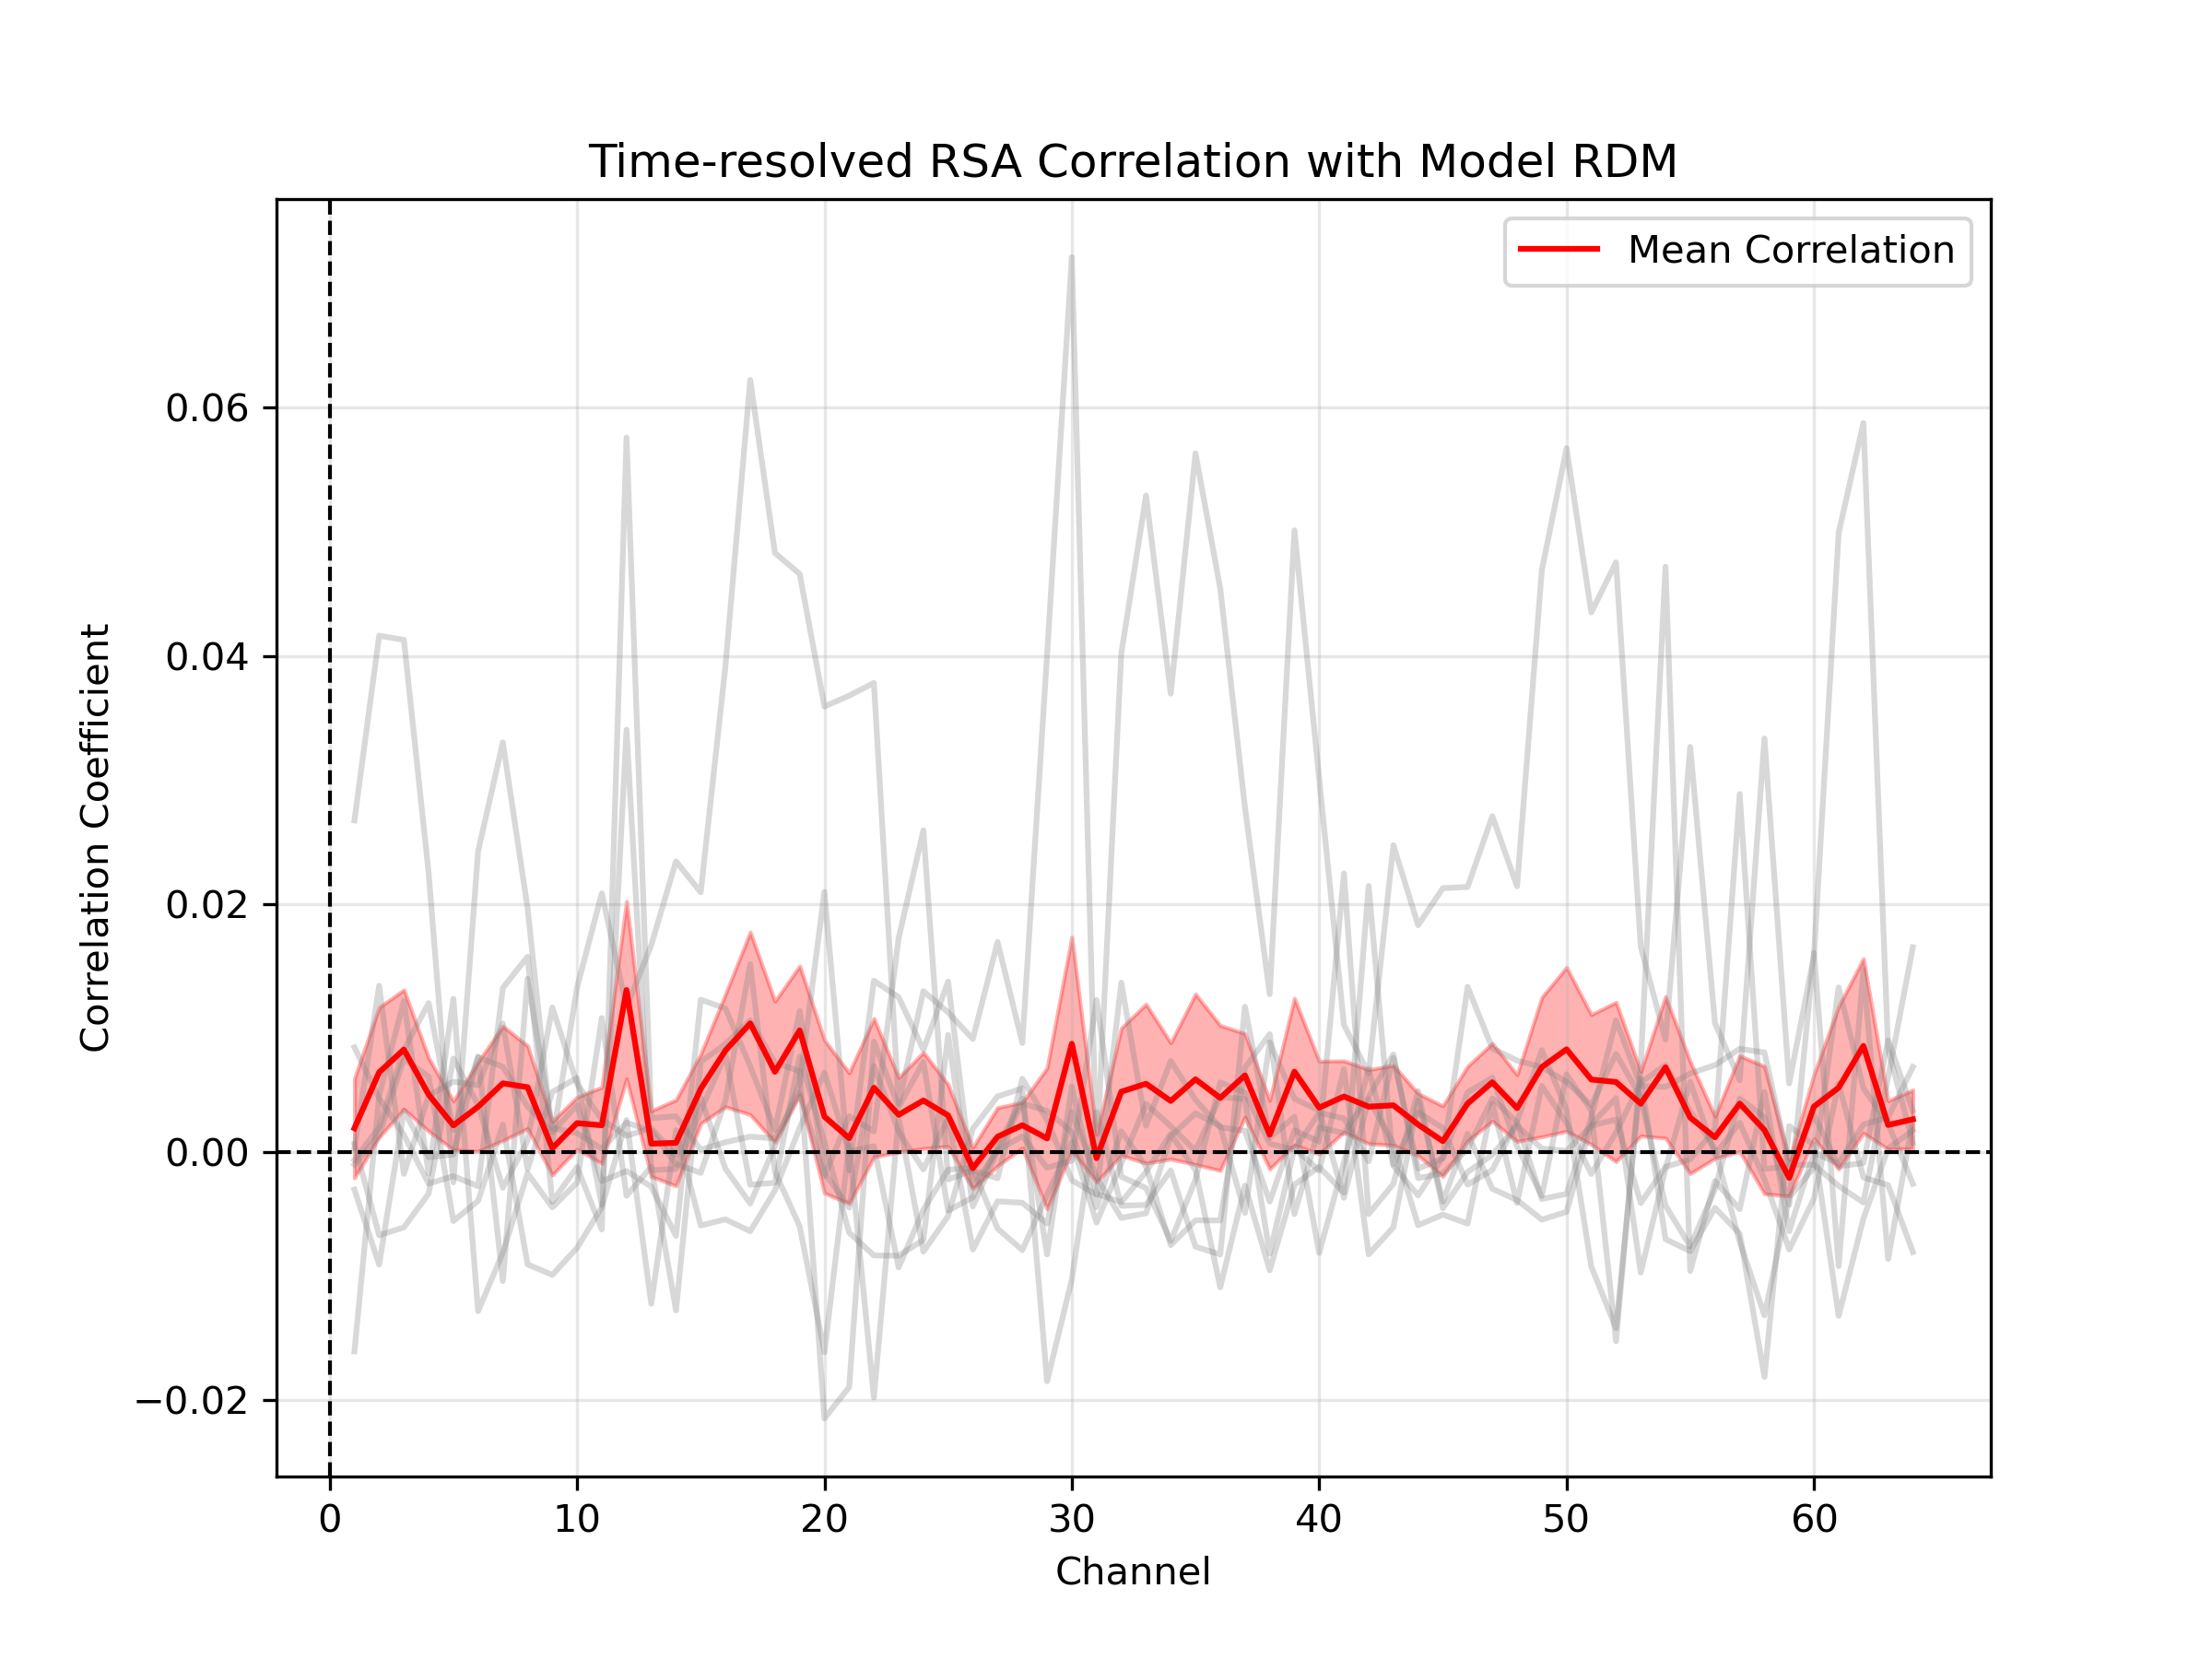 Time-resolved RSA Correlation with Model RDM
Mean Correlation
Correlation Coefficient
0.06
0.04
0.02
0.00
−0.02
0 10 20 30 40 50 60
Channel